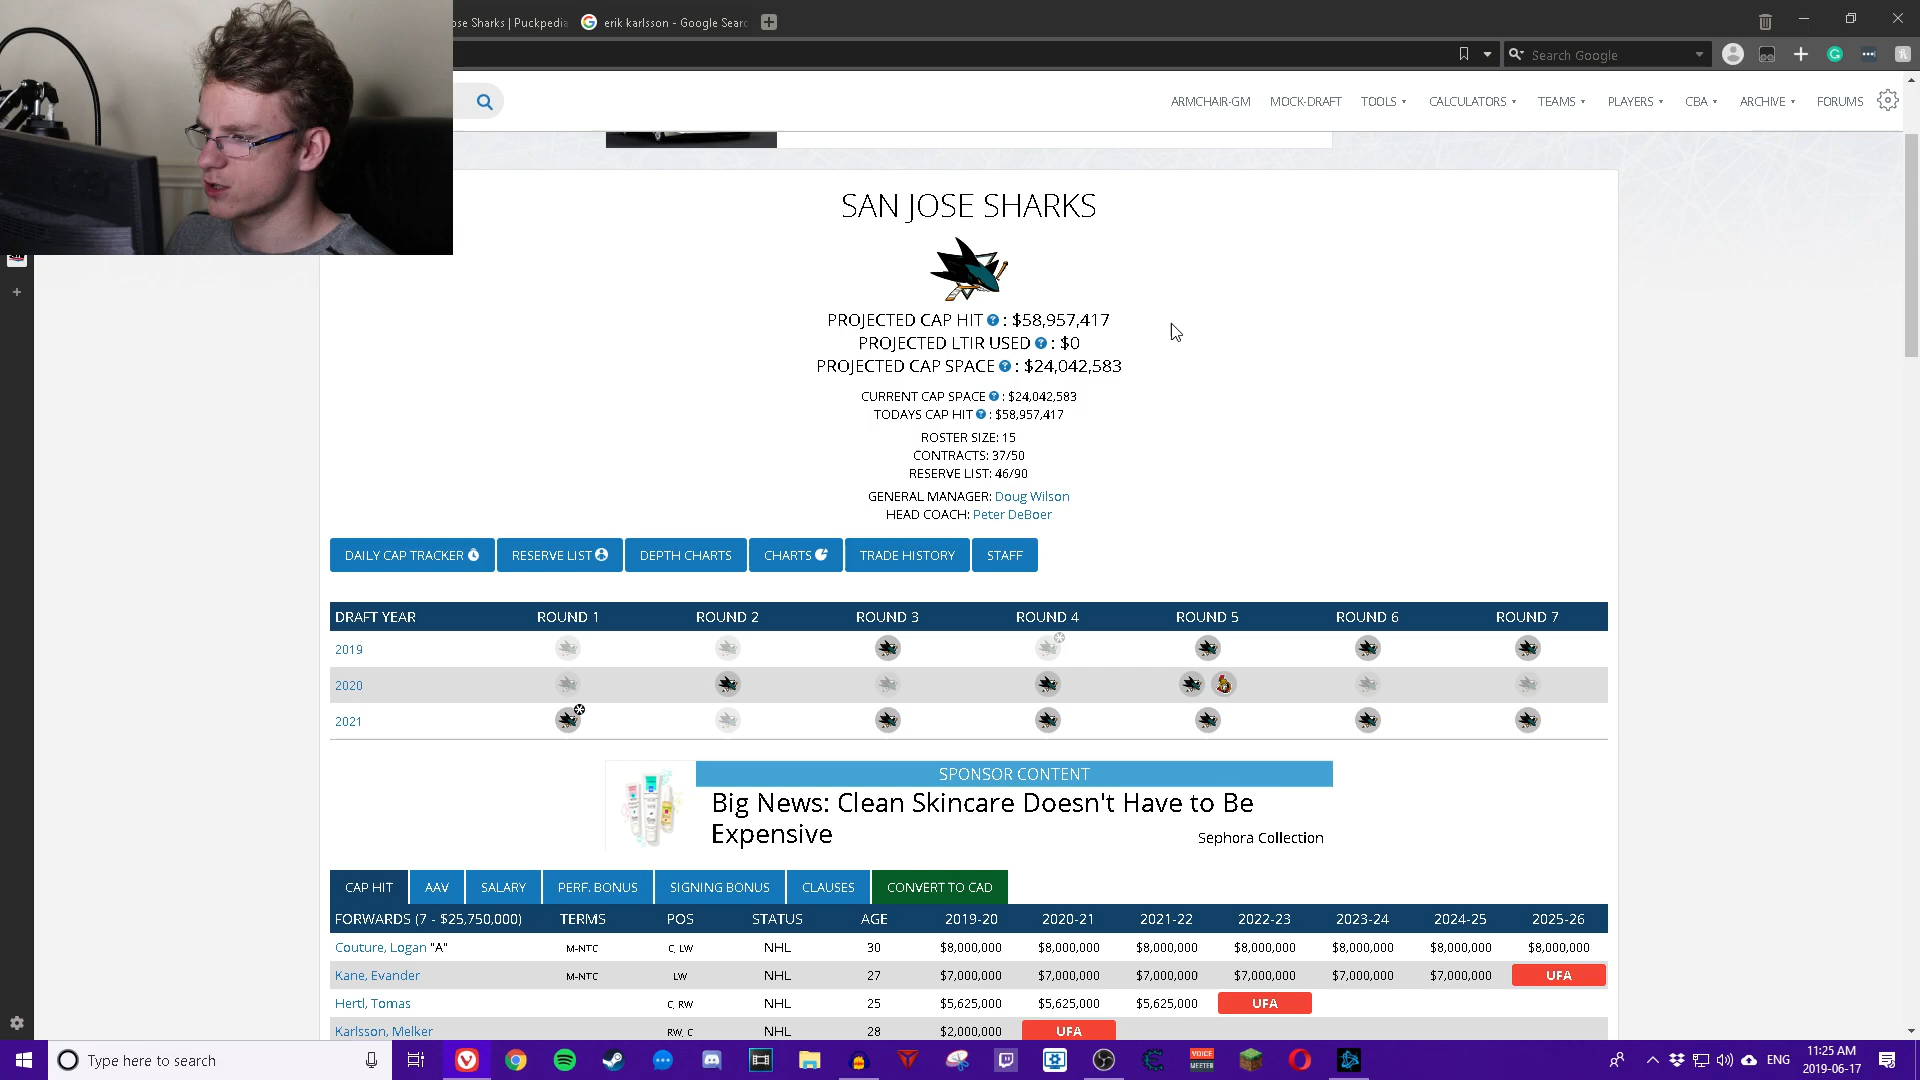 ose Sharks | Puckpedia
erik karlsson - Google Searc
Search Google
ARMCHAIR-GM MOCK-DRAFT TOOLS CALCULATORS TEAMS PLAYERS CBA ARCHIVE FORUMS
SAN JOSE SHARKS
PROJECTED CAP HIT ? : $58,957,417
PROJECTED LTIR USED ? : $0
PROJECTED CAP SPACE ? : $24,042,583
CURRENT CAP SPACE ? : $24,042,583
TODAYS CAP HIT ? : $58,957,417
ROSTER SIZE: 15
CONTRACTS: 37/50
RESERVE LIST: 46/90
GENERAL MANAGER: Doug Wilson
HEAD COACH: Peter DeBoer
DAILY CAP TRACKER RESERVE LIST DEPTH CHARTS CHARTS TRADE HISTORY STAFF
DRAFT YEAR ROUND 1 ROUND 2 ROUND 3 ROUND 4 ROUND 5 ROUND 6 ROUND 7
2019
2020
2021
SPONSOR CONTENT
Big News: Clean Skincare Doesn't Have to Be
Expensive
Sephora Collection
CAP HIT AAV SALARY PERF. BONUS SIGNING BONUS CLAUSES CONVERT TO CAD
FORWARDS (7 - $25,750,000) TERMS POS STATUS AGE 2019-20 2020-21 2021-22 2022-23 2023-24 2024-25 2025-26
Couture, Logan "A" M-NTC C, LW NHL 30 $8,000,000 $8,000,000 $8,000,000 $8,000,000 $8,000,000 $8,000,000 $8,000,000
Kane, Evander M-NTC LW NHL 27 $7,000,000 $7,000,000 $7,000,000 $7,000,000 $7,000,000 $7,000,000 UFA
Hertl, Tomas C, RW NHL 25 $5,625,000 $5,625,000 $5,625,000 UFA
Karlsson, Melker RW, C NHL 28 $2,000,000 UFA
Type here to search
VOICE MEETER
ENG
11:25 AM
2019-06-17